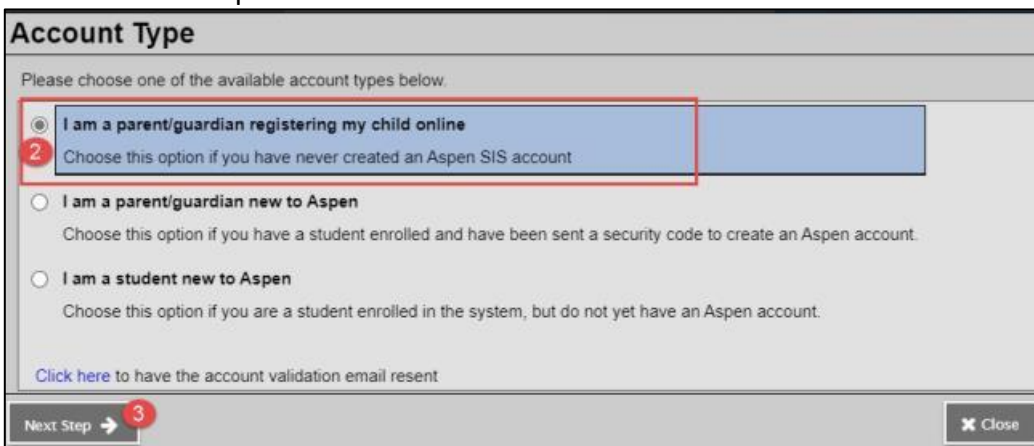 Account Type
Please choose one of the available account types below.
I am a parent/guardian registering my child online
2
Choose this option if you have never created an Aspen SIS account
I am a parent/guardian new to Aspen
Choose this option if you have a student enrolled and have been sent a security code to create an Aspen account.
I am a student new to Aspen
Choose this option if you are a student enrolled in the system, but do not yet have an Aspen account.
Click here to have the account validation email resent
Next Step 3
Close